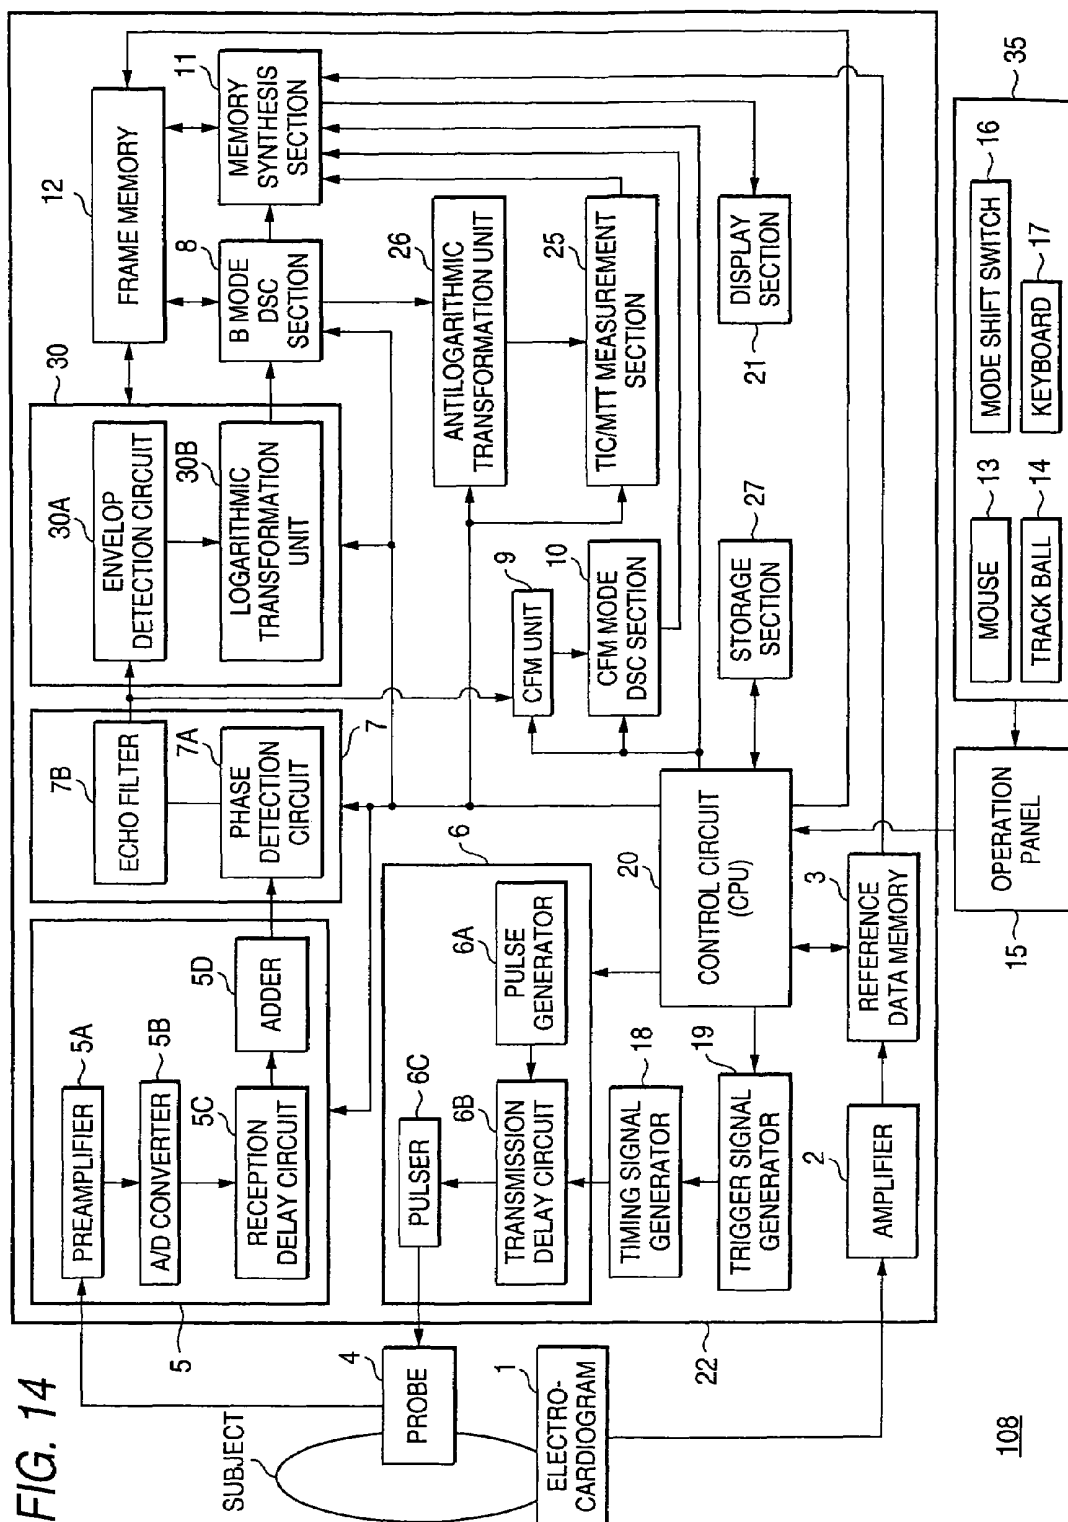 FIG. 14
SUBJECT
PROBE
4
ELECTRO-
CARDIOGRAM
1
22
5
PREAMPLIFIER
5A
A/D CONVERTER
5B
RECEPTION
DELAY CIRCUIT
5C
ADDER
5D
7B
ECHO FILTER
7A
PHASE
DETECTION
CIRCUIT
7
30A
ENVELOP
DETECTION CIRCUIT
30B
LOGARITHMIC
TRANSFORMATION
UNIT
30
12
FRAME MEMORY
8
B MODE
DSC
SECTION
11
MEMORY
SYNTHESIS
SECTION
PULSER
6C
6B
TRANSMISSION
DELAY CIRCUIT
6A
PULSE
GENERATOR
6
CFM UNIT
9
CFM MODE
DSC SECTION
10
ANTILOGARITHMIC
TRANSFORMATION UNIT
26
TIC/MTT MEASUREMENT
SECTION
25
TIMING SIGNAL
GENERATOR
18
TRIGGER SIGNAL
GENERATOR
19
20
CONTROL CIRCUIT
(CPU)
STORAGE
SECTION
27
DISPLAY
SECTION
21
AMPLIFIER
2
REFERENCE
DATA MEMORY
3
OPERATION
PANEL
15
MOUSE
13
TRACK BALL
14
MODE SHIFT SWITCH
16
KEYBOARD
17
35
108